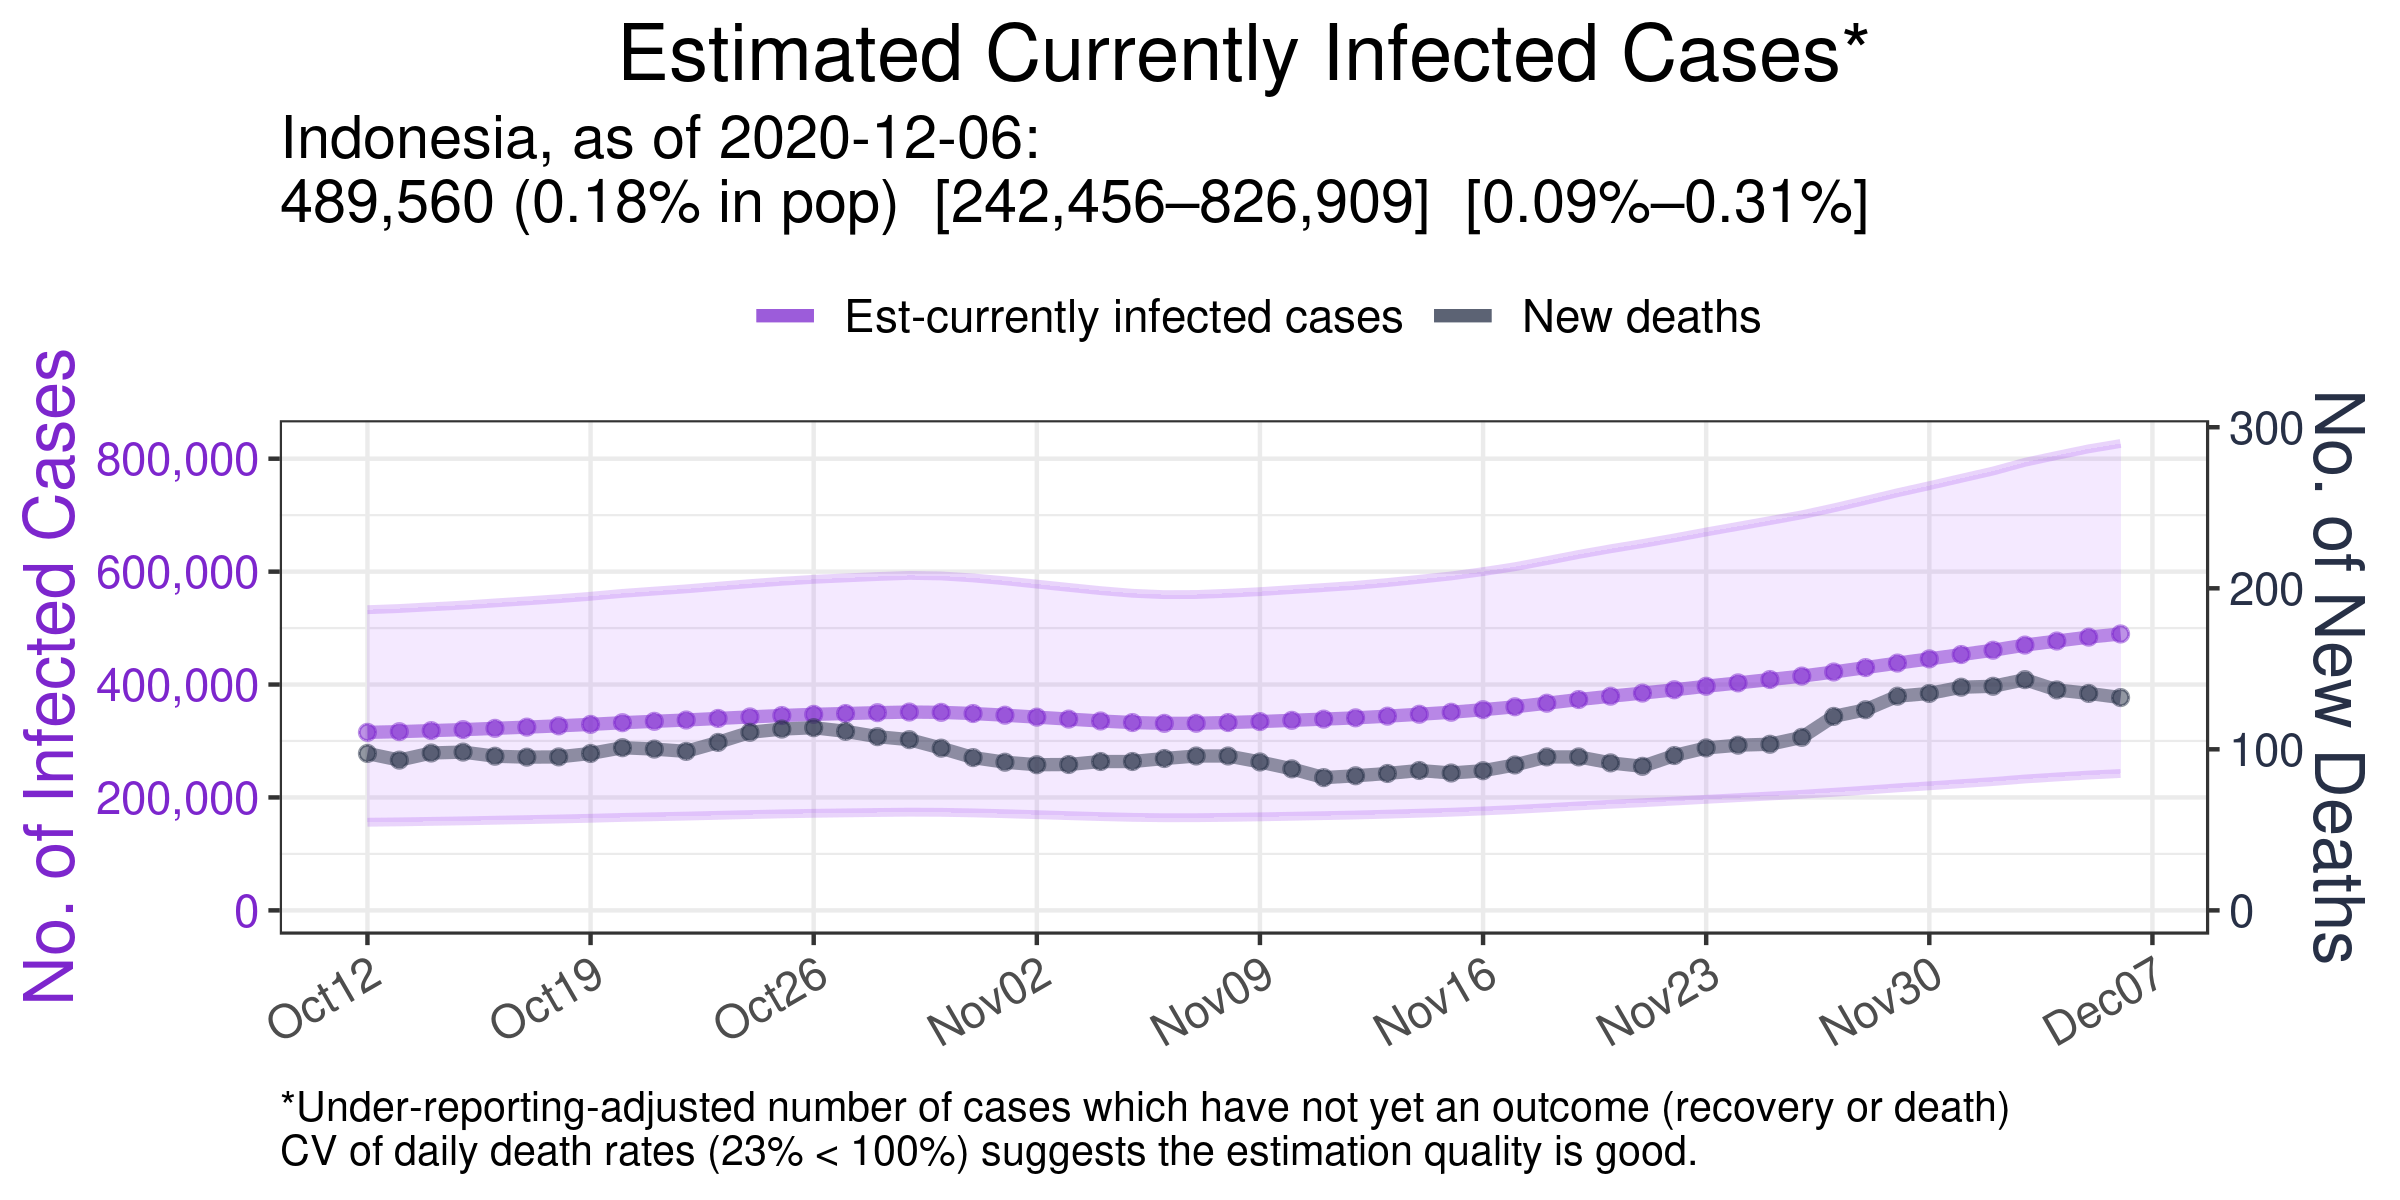 Estimated Currently Infected Cases*
Indonesia, as of 2020-12-06:
489,560 (0.18% in pop)  [242,456–826,909]  [0.09%–0.31%]
Est-currently infected cases
New deaths
No. of Infected Cases
800,000
600,000
400,000
200,000
0
300
200
100
0
No. of New Deaths
Oct12
Oct19
Oct26
Nov02
Nov09
Nov16
Nov23
Nov30
Dec07
*Under-reporting-adjusted number of cases which have not yet an outcome (recovery or death)
CV of daily death rates (23% < 100%) suggests the estimation quality is good.